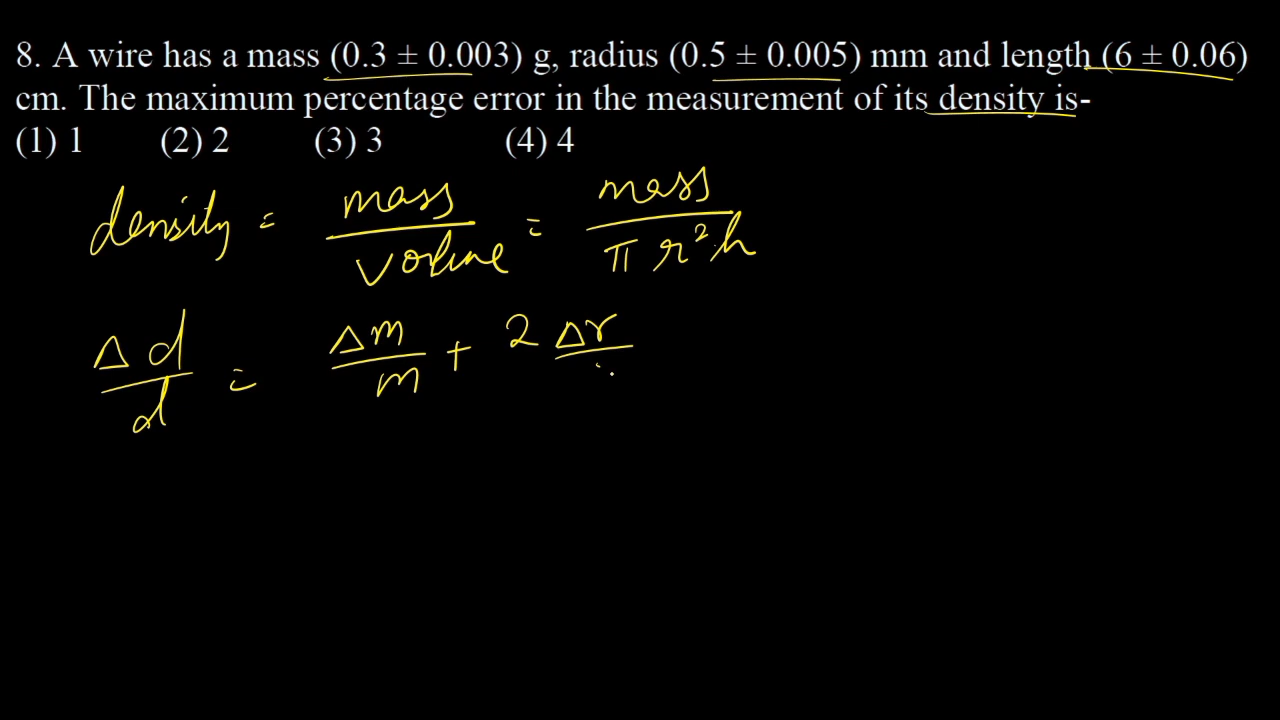 8. A wire has a mass (0.3 ± 0.003) g, radius (0.5 ± 0.005) mm and length (6 ± 0.06)
cm. The maximum percentage error in the measurement of its density is-
(1) 1 (2) 2 (3) 3 (4) 4
density = mass / volume = mass / π r² h
Δd / d = Δm / m + 2 Δr /